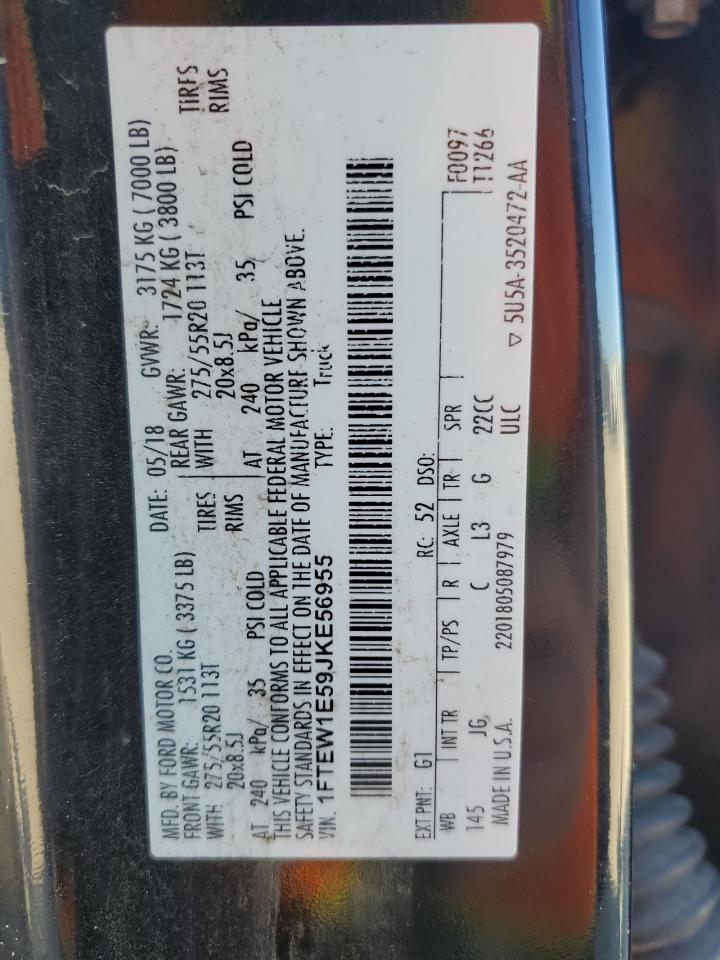 MFD. BY FORD MOTOR CO. DATE: 05/18 GVWR: 3175 KG ( 7000 LB)
FRONT GAWR: 1531 KG ( 3375 LB) REAR GAWR: 1724 KG ( 3800 LB)
WITH 275/55R20 113T TIRES WITH 275/55R20 113T TIRES
20x8.5J RIMS 20x8.5J RIMS
AT 240 kPa/ 35 PSI COLD AT 240 kPa/ 35 PSI COLD
THIS VEHICLE CONFORMS TO ALL APPLICABLE FEDERAL MOTOR VEHICLE
SAFETY STANDARDS IN EFFECT ON THE DATE OF MANUFACTURE SHOWN ABOVE.
VIN: 1FTEW1E59JKE56955 TYPE: Truck
EXT PNT: G1 RC: 52 DSO: F0097
WB INT TR TP/PS R AXLE TR SPR T1266
145 JG, C L3 G 22CC
MADE IN U.S.A. 2201805087979 ULC ▽ 5U5A-3520472-AA